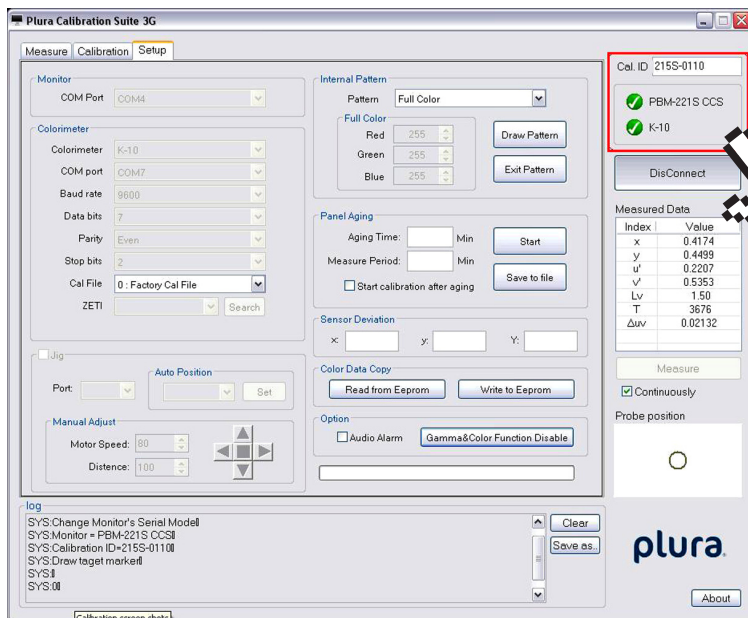 Plura Calibration Suite 3G
Measure Calibration Setup
Monitor
COM Port COM4
Colorimeter
Colorimeter K-10
COM port COM7
Baud rate 9600
Data bits 7
Parity Even
Stop bits 2
Cal File 0 : Factory Cal File
ZETI Search
Jig
Port:
Auto Position
Set
Manual Adjust
Motor Speed: 80
Distence: 100
Internal Pattern
Pattern Full Color
Full Color
Red 255
Green 255
Blue 255
Draw Pattern
Exit Pattern
Panel Aging
Aging Time: Min
Measure Period: Min
Start calibration after aging
Start
Save to file
Sensor Deviation
x: y: Y:
Color Data Copy
Read from Eeprom Write to Eeprom
Option
Audio Alarm Gamma&Color Function Disable
Cal. ID 215S-0110
PBM-221S CCS
K-10
DisConnect
Measured Data
Index Value
x 0.4174
y 0.4499
u' 0.2207
v' 0.5353
Lv 1.50
T 3676
Δuv 0.02132
Measure
Continuously
Probe position
log
SYS:Change Monitor's Serial Mode
SYS:Monitor = PBM-221S CCS
SYS:Calibration ID=215S-0110
SYS:Draw taget marker
SYS:
SYS:0
Clear
Save as..
plura
About
Calibration screen shots